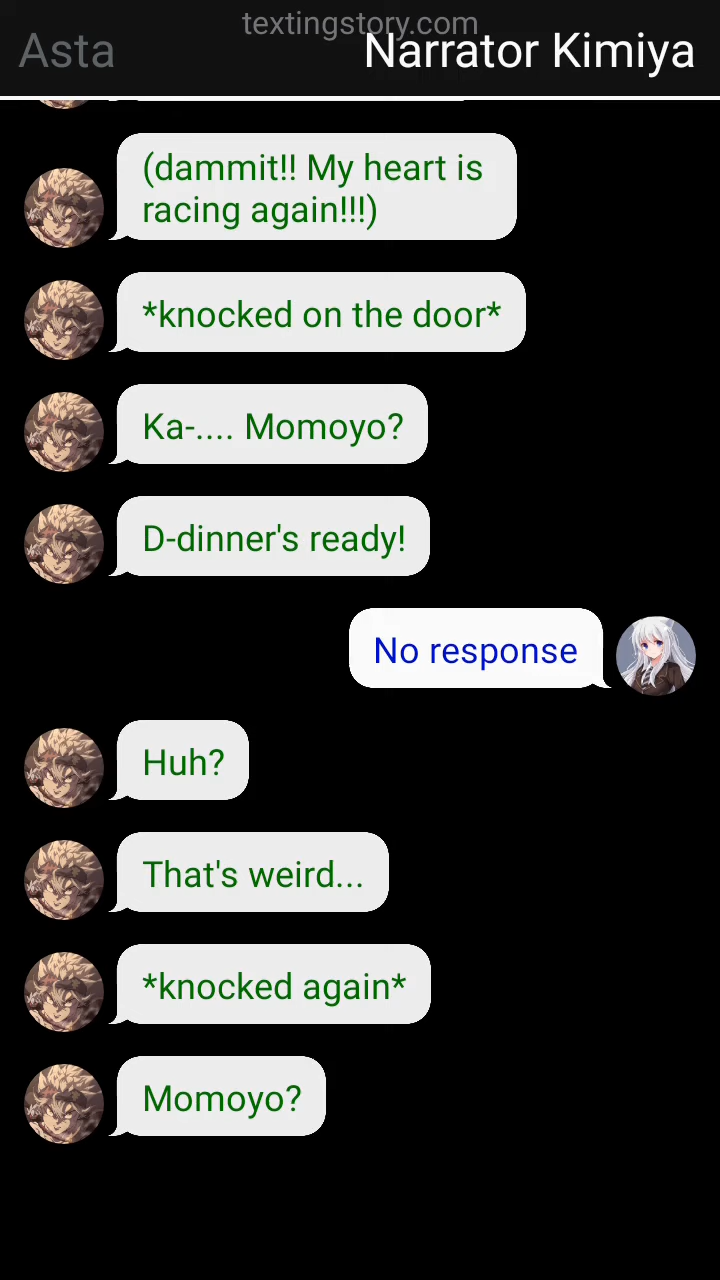 textingstory.com
Asta
Narrator Kimiya
(dammit!! My heart is
racing again!!!)
*knocked on the door*
Ka-.... Momoyo?
D-dinner's ready!
No response
Huh?
That's weird...
*knocked again*
Momoyo?